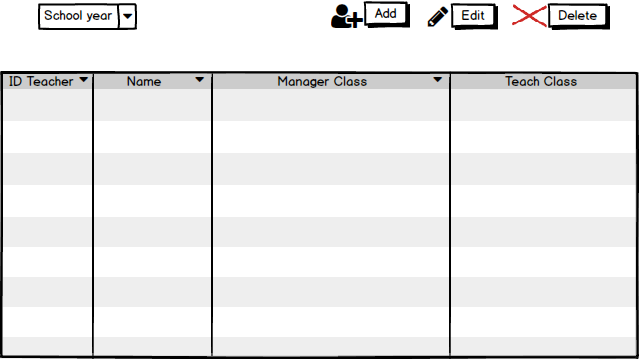 School year
Add
Edit
Delete
ID Teacher
Name
Manager Class
Teach Class